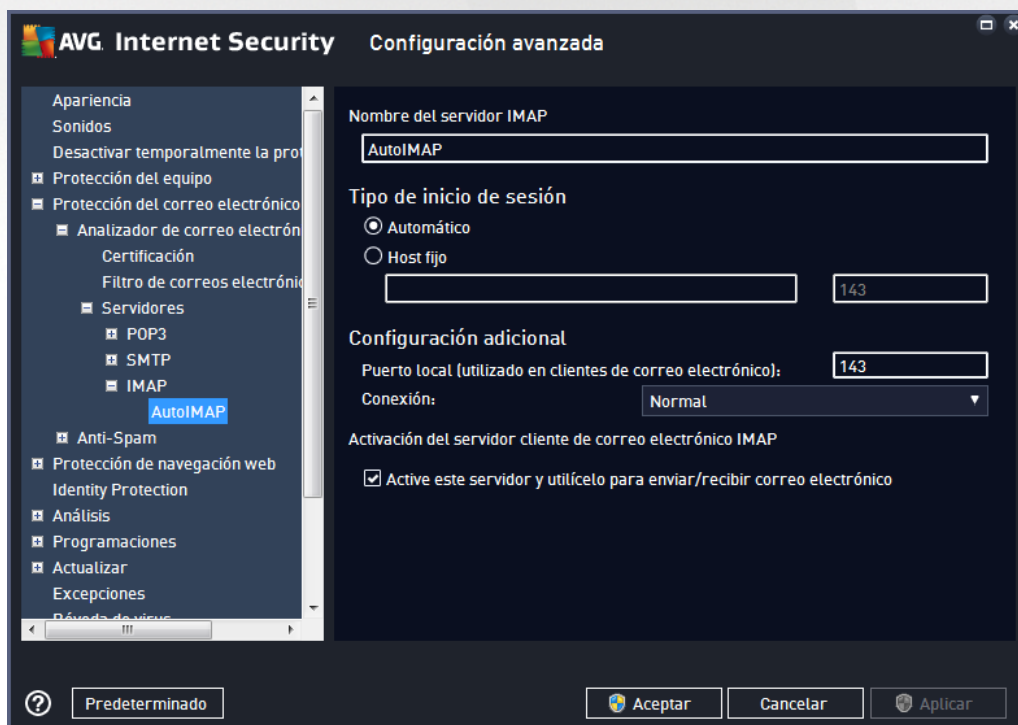 AVG. Internet Security Configuración avanzada
Apariencia
Sonidos
Desactivar temporalmente la prot
Protección del equipo
Protección del correo electrónico
Analizador de correo electrón
Certificación
Filtro de correos electrónic
Servidores
POP3
SMTP
IMAP
AutoIMAP
Anti-Spam
Protección de navegación web
Identity Protection
Análisis
Programaciones
Actualizar
Excepciones
Bóveda de virus
Nombre del servidor IMAP
AutoIMAP
Tipo de inicio de sesión
Automático
Host fijo
143
Configuración adicional
Puerto local (utilizado en clientes de correo electrónico): 143
Conexión: Normal
Activación del servidor cliente de correo electrónico IMAP
Active este servidor y utilícelo para enviar/recibir correo electrónico
? Predeterminado Aceptar Cancelar Aplicar